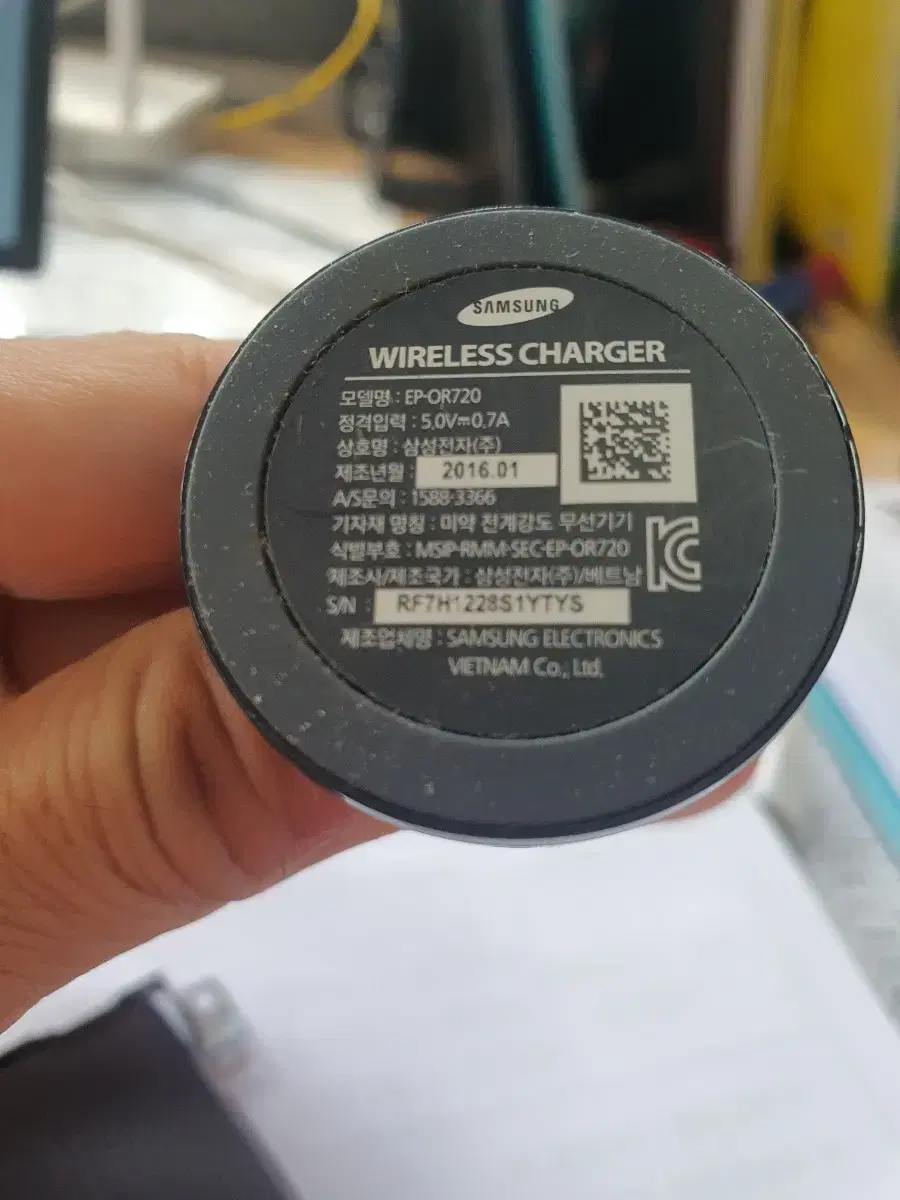 SAMSUNG
WIRELESS CHARGER
모델명 : EP-OR720
정격입력 : 5.0V⎓0.7A
상호명 : 삼성전자(주)
제조년월 : 2016.01
A/S문의 : 1588-3366
기자재 명칭 : 미약 전계강도 무선기기
식별부호 : MSIP-RMM-SEC-EP-OR720
제조사/제조국가 : 삼성전자(주)/베트남
S/N : RF7H1228S1YTYS
제조업체명 : SAMSUNG ELECTRONICS
VIETNAM Co., Ltd.